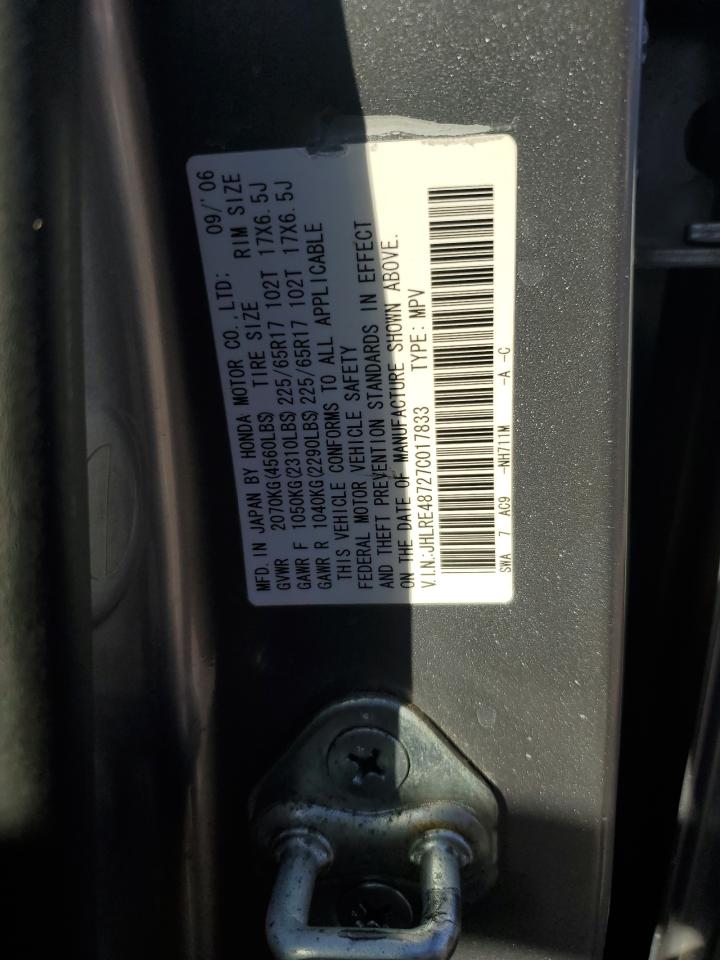 MFD. IN JAPAN BY HONDA MOTOR CO., LTD: 09/'06
GVWR 2070KG(4560LBS) TIRE SIZE RIM SIZE
GAWR F 1050KG(2310LBS) 225/65R17 102T 17X6.5J
GAWR R 1040KG(2290LBS) 225/65R17 102T 17X6.5J
THIS VEHICLE CONFORMS TO ALL APPLICABLE
FEDERAL MOTOR VEHICLE SAFETY
AND THEFT PREVENTION STANDARDS IN EFFECT
ON THE DATE OF MANUFACTURE SHOWN ABOVE.
V.I.N:JHLRE48727C017833 TYPE: MPV
SWA 7 AC9 -NH711M -A -C